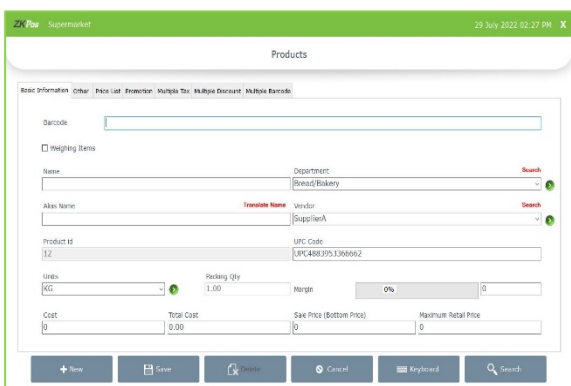 ZKPos Supermarket 29 July 2022 02:27 PM X
Products
Basic Information Other Price List Promotion Multiple Tax Multiple Discount Multiple Barcode
Barcode
Weighing Items
Name Department Search
Bread/Bakery
Alias Name Translate Name Vendor Search
SupplierA
Product Id UPC Code
12 UPC4883953366662
Units Packing Qty
KG 1.00 Margin 0% 0
Cost Total Cost Sale Price (Bottom Price) Maximum Retail Price
0 0.00 0 0
+ New Save Delete Cancel Keyboard Search